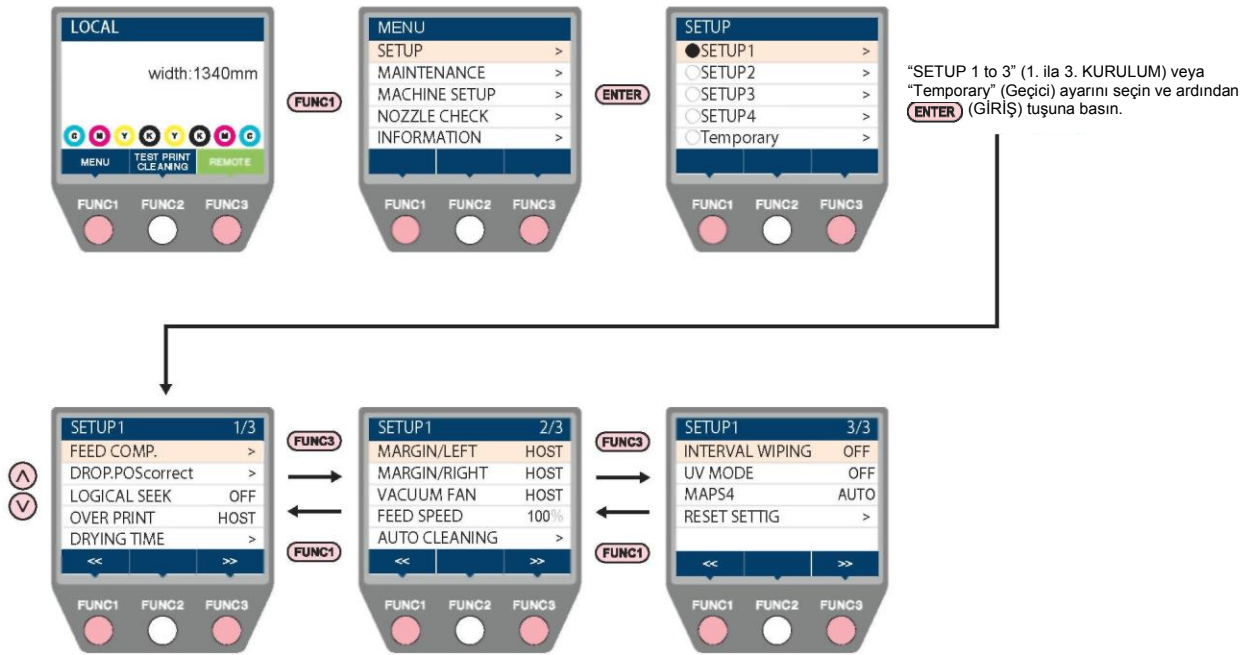 LOCAL
width:1340mm
C M Y K Y K M C
MENU TEST PRINT CLEANING REMOTE
FUNC1 FUNC2 FUNC3
FUNC1
MENU
SETUP >
MAINTENANCE >
MACHINE SETUP >
NOZZLE CHECK >
INFORMATION >
FUNC1 FUNC2 FUNC3
ENTER
SETUP
SETUP1 >
SETUP2 >
SETUP3 >
SETUP4 >
Temporary >
FUNC1 FUNC2 FUNC3
“SETUP 1 to 3” (1. ila 3. KURULUM) veya
“Temporary” (Geçici) ayarını seçin ve ardından
ENTER (GİRİŞ) tuşuna basın.
SETUP1 1/3
FEED COMP. >
DROP.POScorrect >
LOGICAL SEEK OFF
OVER PRINT HOST
DRYING TIME >
<< >>
FUNC1 FUNC2 FUNC3
FUNC3
FUNC1
SETUP1 2/3
MARGIN/LEFT HOST
MARGIN/RIGHT HOST
VACUUM FAN HOST
FEED SPEED 100%
AUTO CLEANING >
<< >>
FUNC1 FUNC2 FUNC3
FUNC3
FUNC1
SETUP1 3/3
INTERVAL WIPING OFF
UV MODE OFF
MAPS4 AUTO
RESET SETTIG >
<< >>
FUNC1 FUNC2 FUNC3